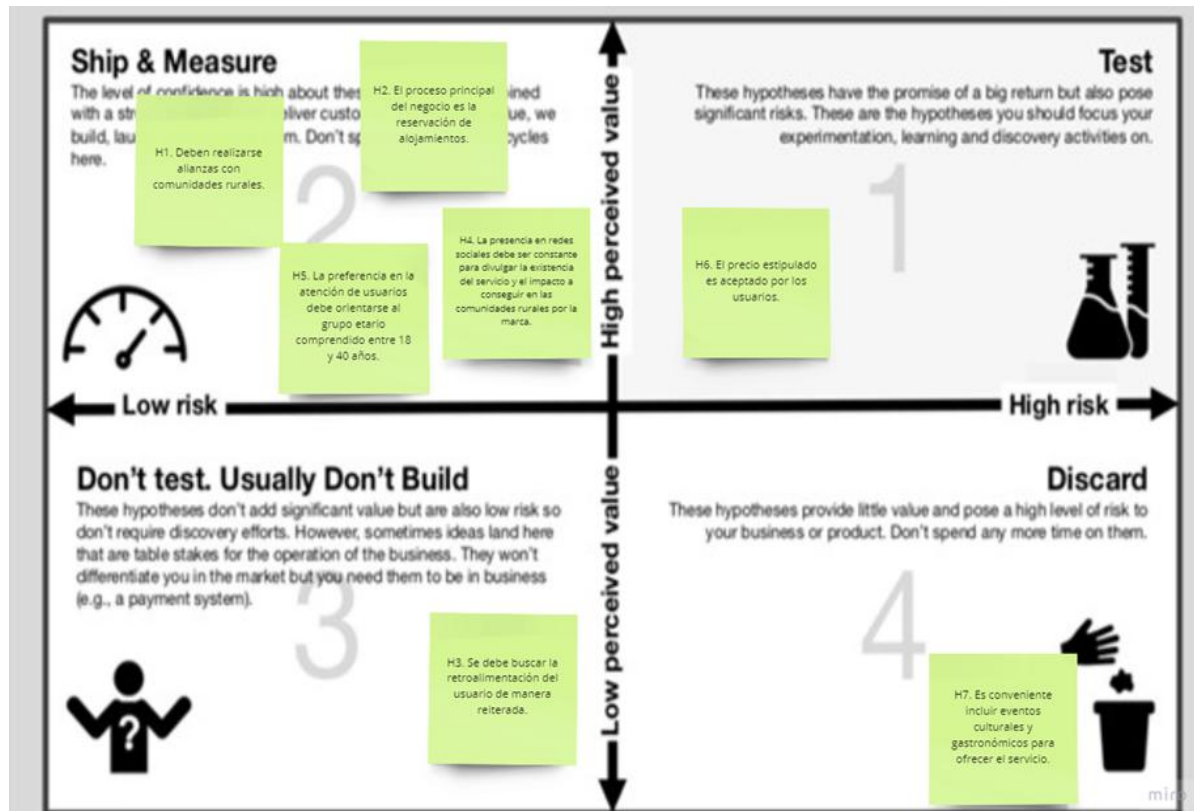 Ship & Measure
The level of confidence is high about thes
ined
with a str
eliver custo
ue, we
build, lau
m. Don't sp
cycles
here.
2
H2. El proceso principal
del negocio es la
reservación de
alojamientos.
H1. Deben realizarse
alianzas con
comunidades rurales.
H5. La preferencia en la
atención de usuarios
debe orientarse al
grupo etario
comprendido entre 18
y 40 años.
H4. La presencia en redes
sociales debe ser constante
para divulgar la existencia
del servicio y el impacto a
conseguir en las
comunidades rurales por la
marca.
High perceived value
Test
These hypotheses have the promise of a big return but also pose
significant risks. These are the hypotheses you should focus your
experimentation, learning and discovery activities on.
1
H6. El precio estipulado
es aceptado por los
usuarios.
Low risk
High risk
Don't test. Usually Don't Build
These hypotheses don't add significant value but are also low risk so
don't require discovery efforts. However, sometimes ideas land here
that are table stakes for the operation of the business. They won't
differentiate you in the market but you need them to be in business
(e.g., a payment system).
3
?
H3. Se debe buscar la
retroalimentación del
usuario de manera
reiterada.
Low perceived value
Discard
These hypotheses provide little value and pose a high level of risk to
your business or product. Don't spend any more time on them.
4
H7. Es conveniente
incluir eventos
culturales y
gastronómicos para
ofrecer el servicio.
miro